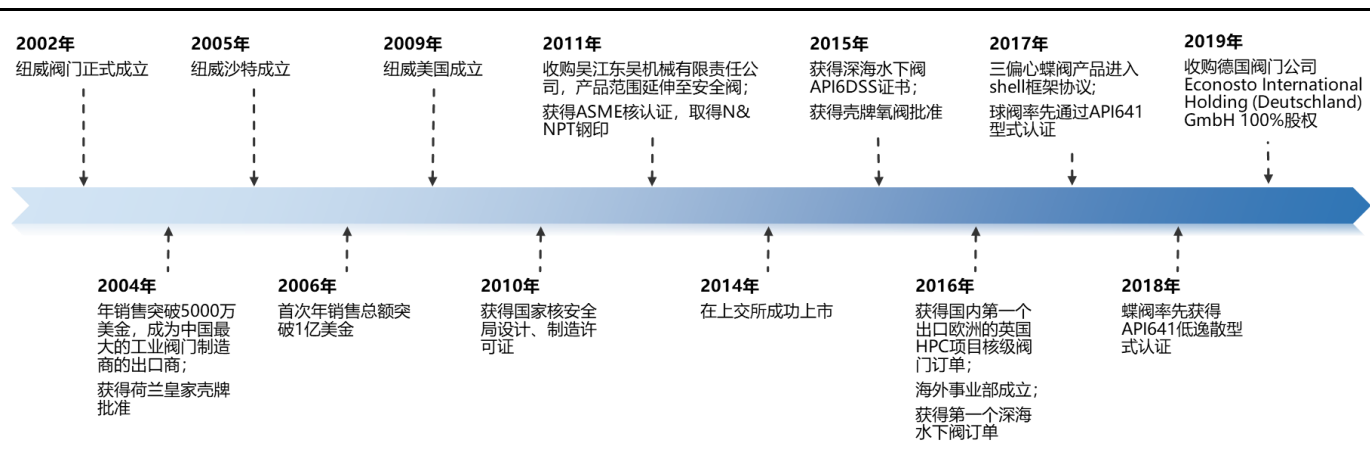 2002年
纽威阀门正式成立
2005年
纽威沙特成立
2009年
纽威美国成立
2011年
收购吴江东吴机械有限责任公
司，产品范围延伸至安全阀；
获得ASME核认证，取得N&
NPT钢印
2015年
获得深海水下阀
API6DSS证书；
获得壳牌氧阀批准
2017年
三偏心蝶阀产品进入
shell框架协议；
球阀率先通过API641
型式认证
2019年
收购德国阀门公司
Econosto International
Holding (Deutschland)
GmbH 100%股权
2004年
年销售突破5000万
美金，成为中国最
大的工业阀门制造
商的出口商；
获得荷兰皇家壳牌
批准
2006年
首次年销售总额突
破1亿美金
2010年
获得国家核安全
局设计、制造许
可证
2014年
在上交所成功上市
2016年
获得国内第一个
出口欧洲的英国
HPC项目核级阀
门订单；
海外事业部成立；
获得第一个深海
水下阀订单
2018年
蝶阀率先获得
API641低逸散型
式认证